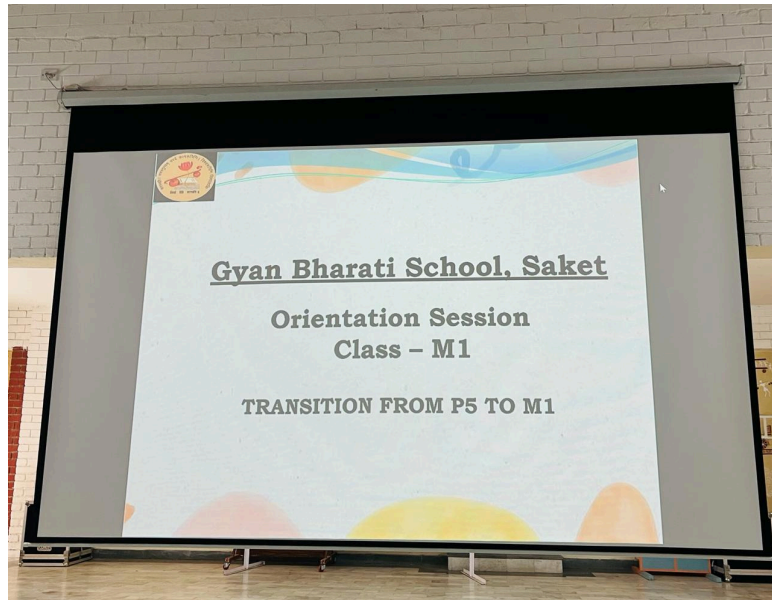 Gyan Bharati School, Saket
Orientation Session
Class – M1
TRANSITION FROM P5 TO M1